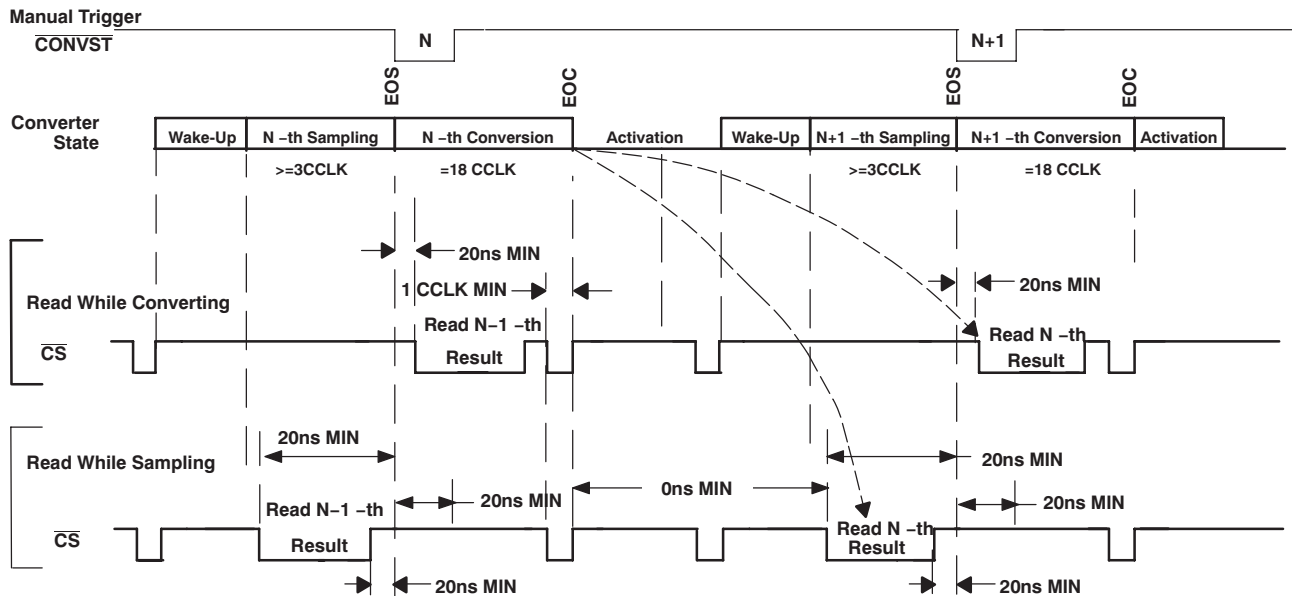 Manual Trigger
CONVST
N
N+1
EOS
EOC
EOS
EOC
Converter
State
Wake-Up
N −th Sampling
N −th Conversion
Activation
Wake-Up
N+1 −th Sampling
N+1 −th Conversion
Activation
>=3CCLK
=18 CCLK
>=3CCLK
=18 CCLK
20ns MIN
20ns MIN
1 CCLK MIN
Read While Converting
Read N−1 −th
Result
Read N −th
Result
CS
20ns MIN
20ns MIN
Read While Sampling
20ns MIN
0ns MIN
20ns MIN
Read N−1 −th
Result
Read N −th
Result
CS
20ns MIN
20ns MIN